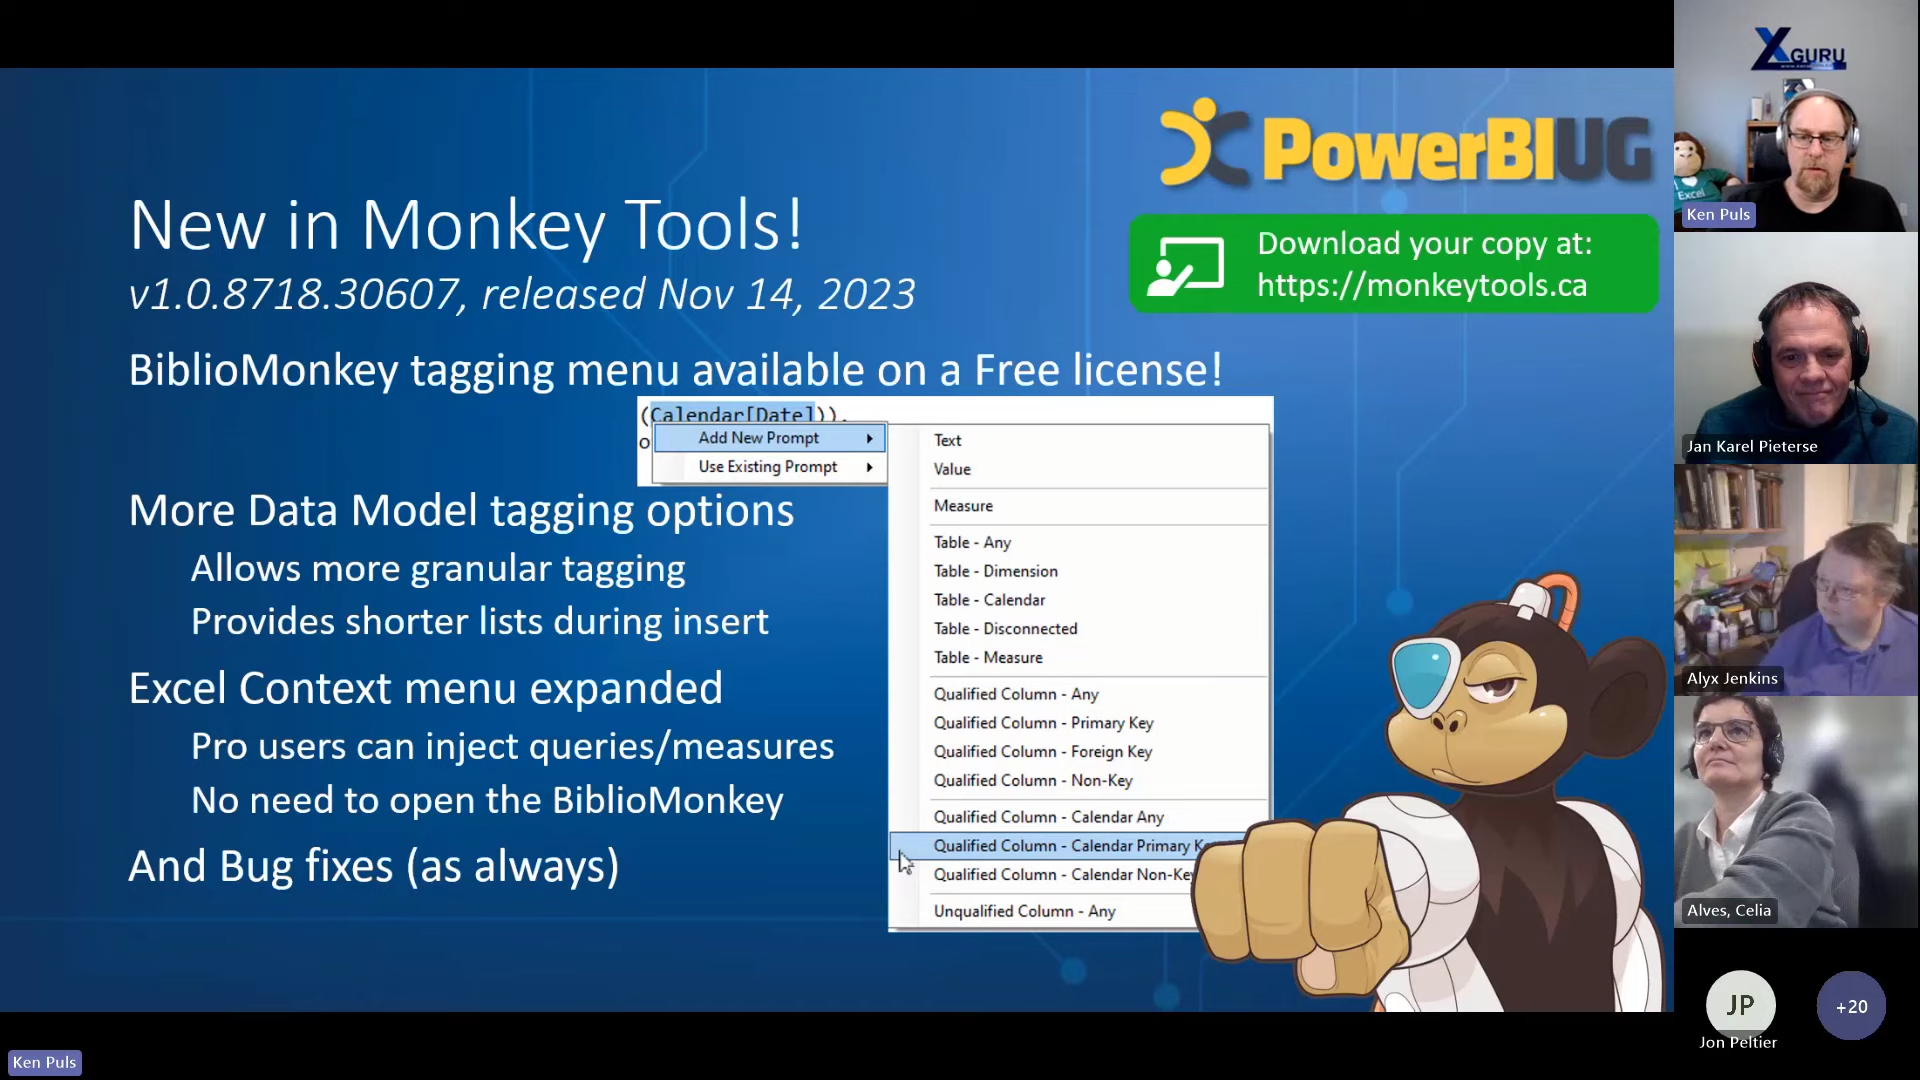 PowerBIUG
New in Monkey Tools!
v1.0.8718.30607, released Nov 14, 2023
Download your copy at:
https://monkeytools.ca
BiblioMonkey tagging menu available on a Free license!
(Calendar[Date])).
Add New Prompt
Use Existing Prompt
Text
Value
Measure
Table - Any
Table - Dimension
Table - Calendar
Table - Disconnected
Table - Measure
Qualified Column - Any
Qualified Column - Primary Key
Qualified Column - Foreign Key
Qualified Column - Non-Key
Qualified Column - Calendar Any
Qualified Column - Calendar Primary K
Qualified Column - Calendar Non-Key
Unqualified Column - Any
More Data Model tagging options
Allows more granular tagging
Provides shorter lists during insert
Excel Context menu expanded
Pro users can inject queries/measures
No need to open the BiblioMonkey
And Bug fixes (as always)
Ken Puls
XGURU
Excel
Ken Puls
Jan Karel Pieterse
Alyx Jenkins
Alves, Celia
JP
Jon Peltier
+20